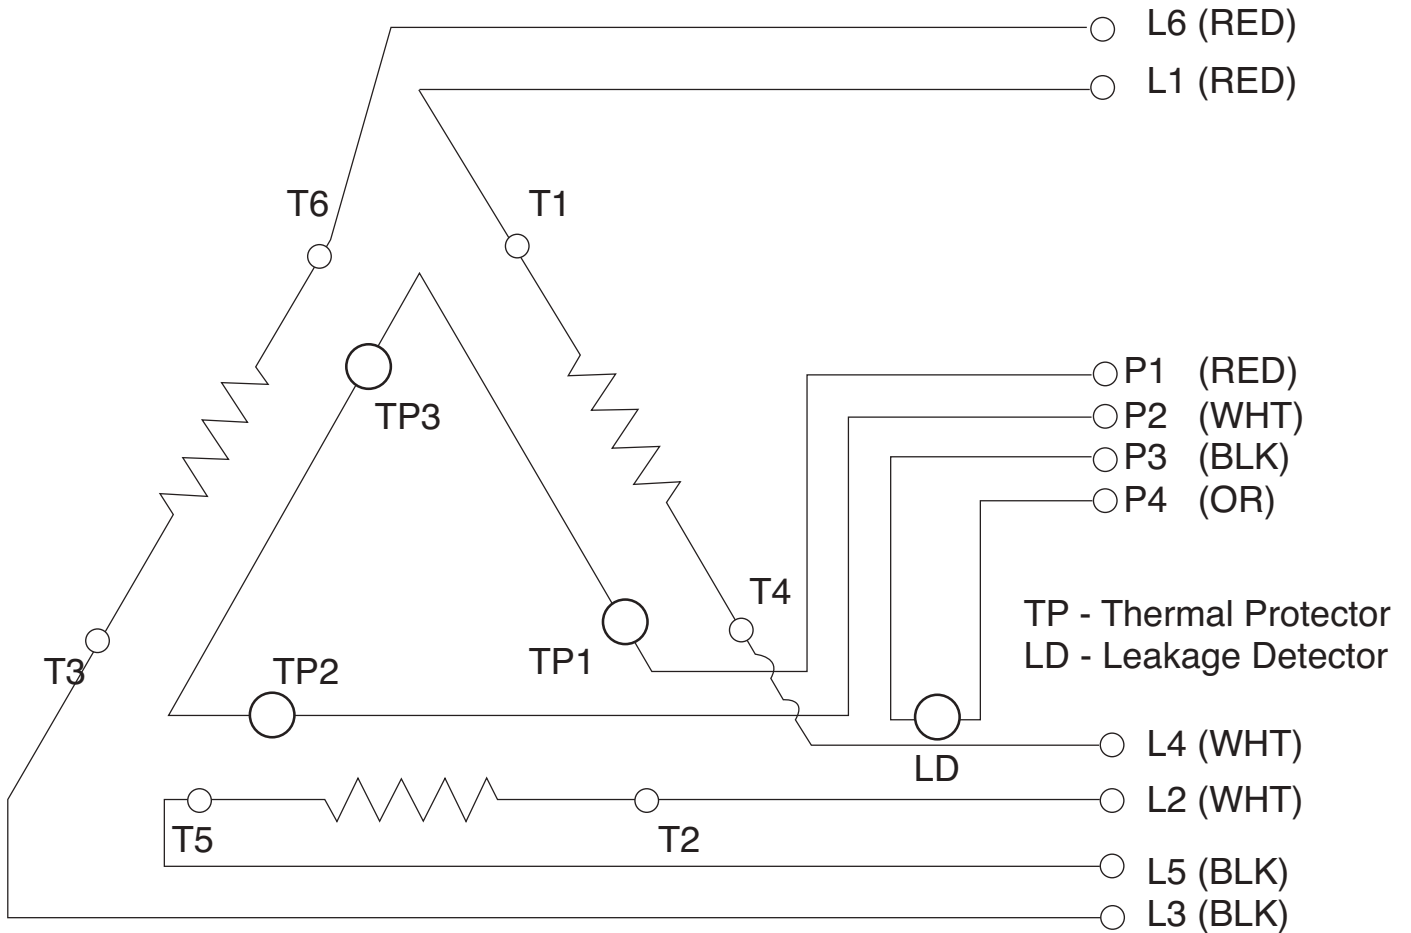 L6 (RED)
L1 (RED)
T6
T1
P1 (RED)
TP3
P2 (WHT)
P3 (BLK)
P4 (OR)
T4
TP - Thermal Protector
T3
TP2
TP1
LD - Leakage Detector
L4 (WHT)
LD
L2 (WHT)
T5
T2
L5 (BLK)
L3 (BLK)